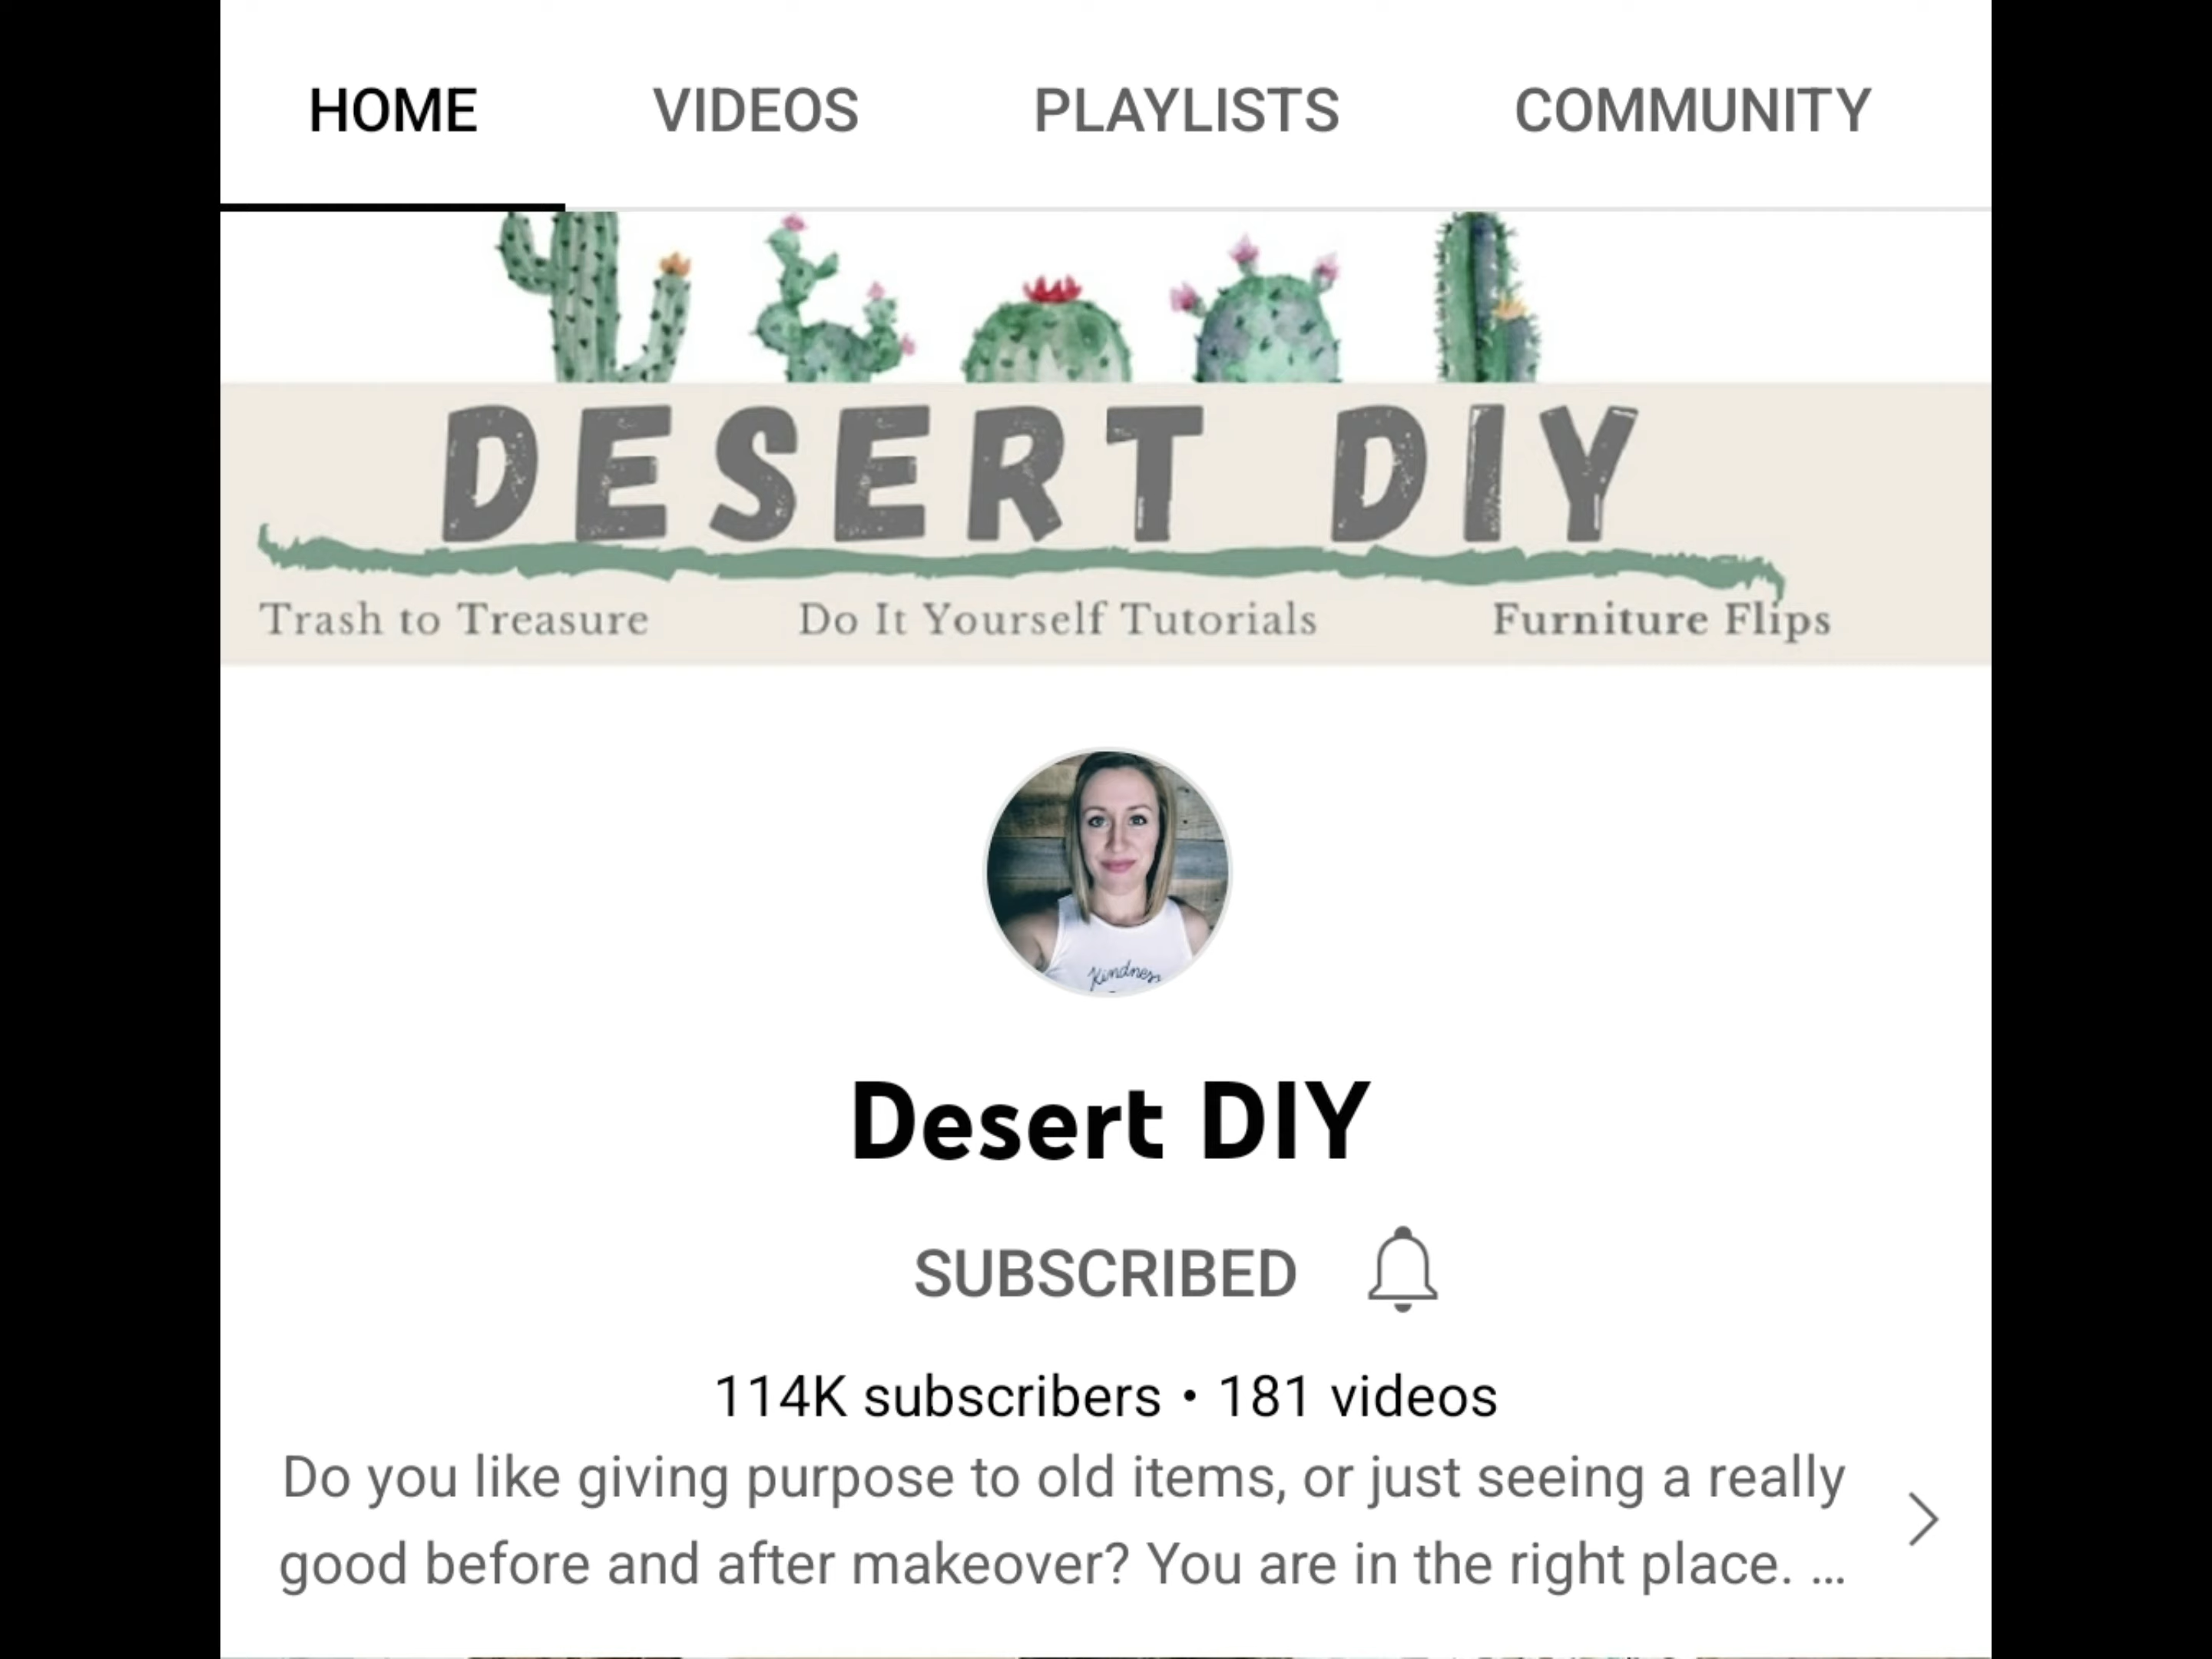 HOME VIDEOS PLAYLISTS COMMUNITY
DESERT DIY
Trash to Treasure Do It Yourself Tutorials Furniture Flips
Kindness
Desert DIY
SUBSCRIBED
114K subscribers • 181 videos
Do you like giving purpose to old items, or just seeing a really
good before and after makeover? You are in the right place. ...